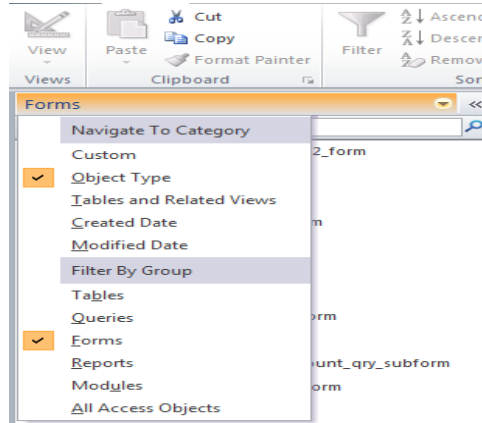 View
Views
Paste
Cut
Copy
Format Painter
Clipboard
Filter
Ascend
Descer
Remov
Sor
Forms
Navigate To Category
Custom
2_form
Object Type
Tables and Related Views
Created Date
m
Modified Date
Filter By Group
Tables
Queries
orm
Forms
Reports
ount_qry_subform
Modules
orm
All Access Objects